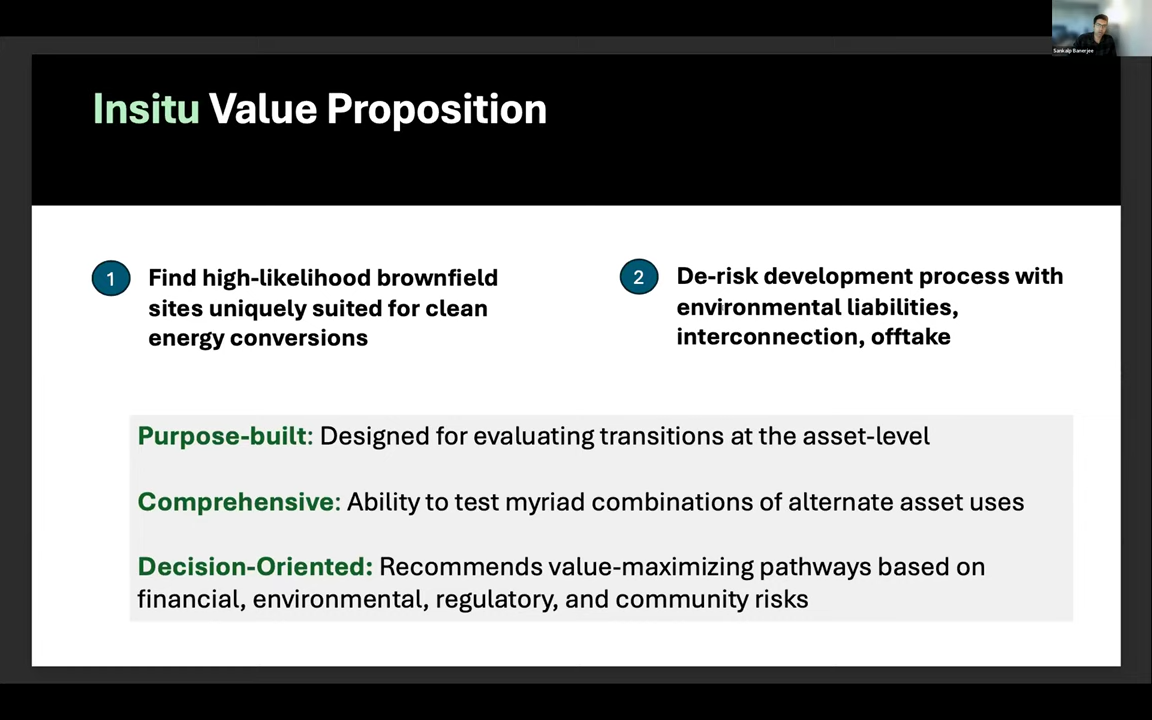 Sankalp Banerjee
Insitu Value Proposition
1
Find high-likelihood brownfield
sites uniquely suited for clean
energy conversions
2
De-risk development process with
environmental liabilities,
interconnection, offtake
Purpose-built: Designed for evaluating transitions at the asset-level
Comprehensive: Ability to test myriad combinations of alternate asset uses
Decision-Oriented: Recommends value-maximizing pathways based on
financial, environmental, regulatory, and community risks